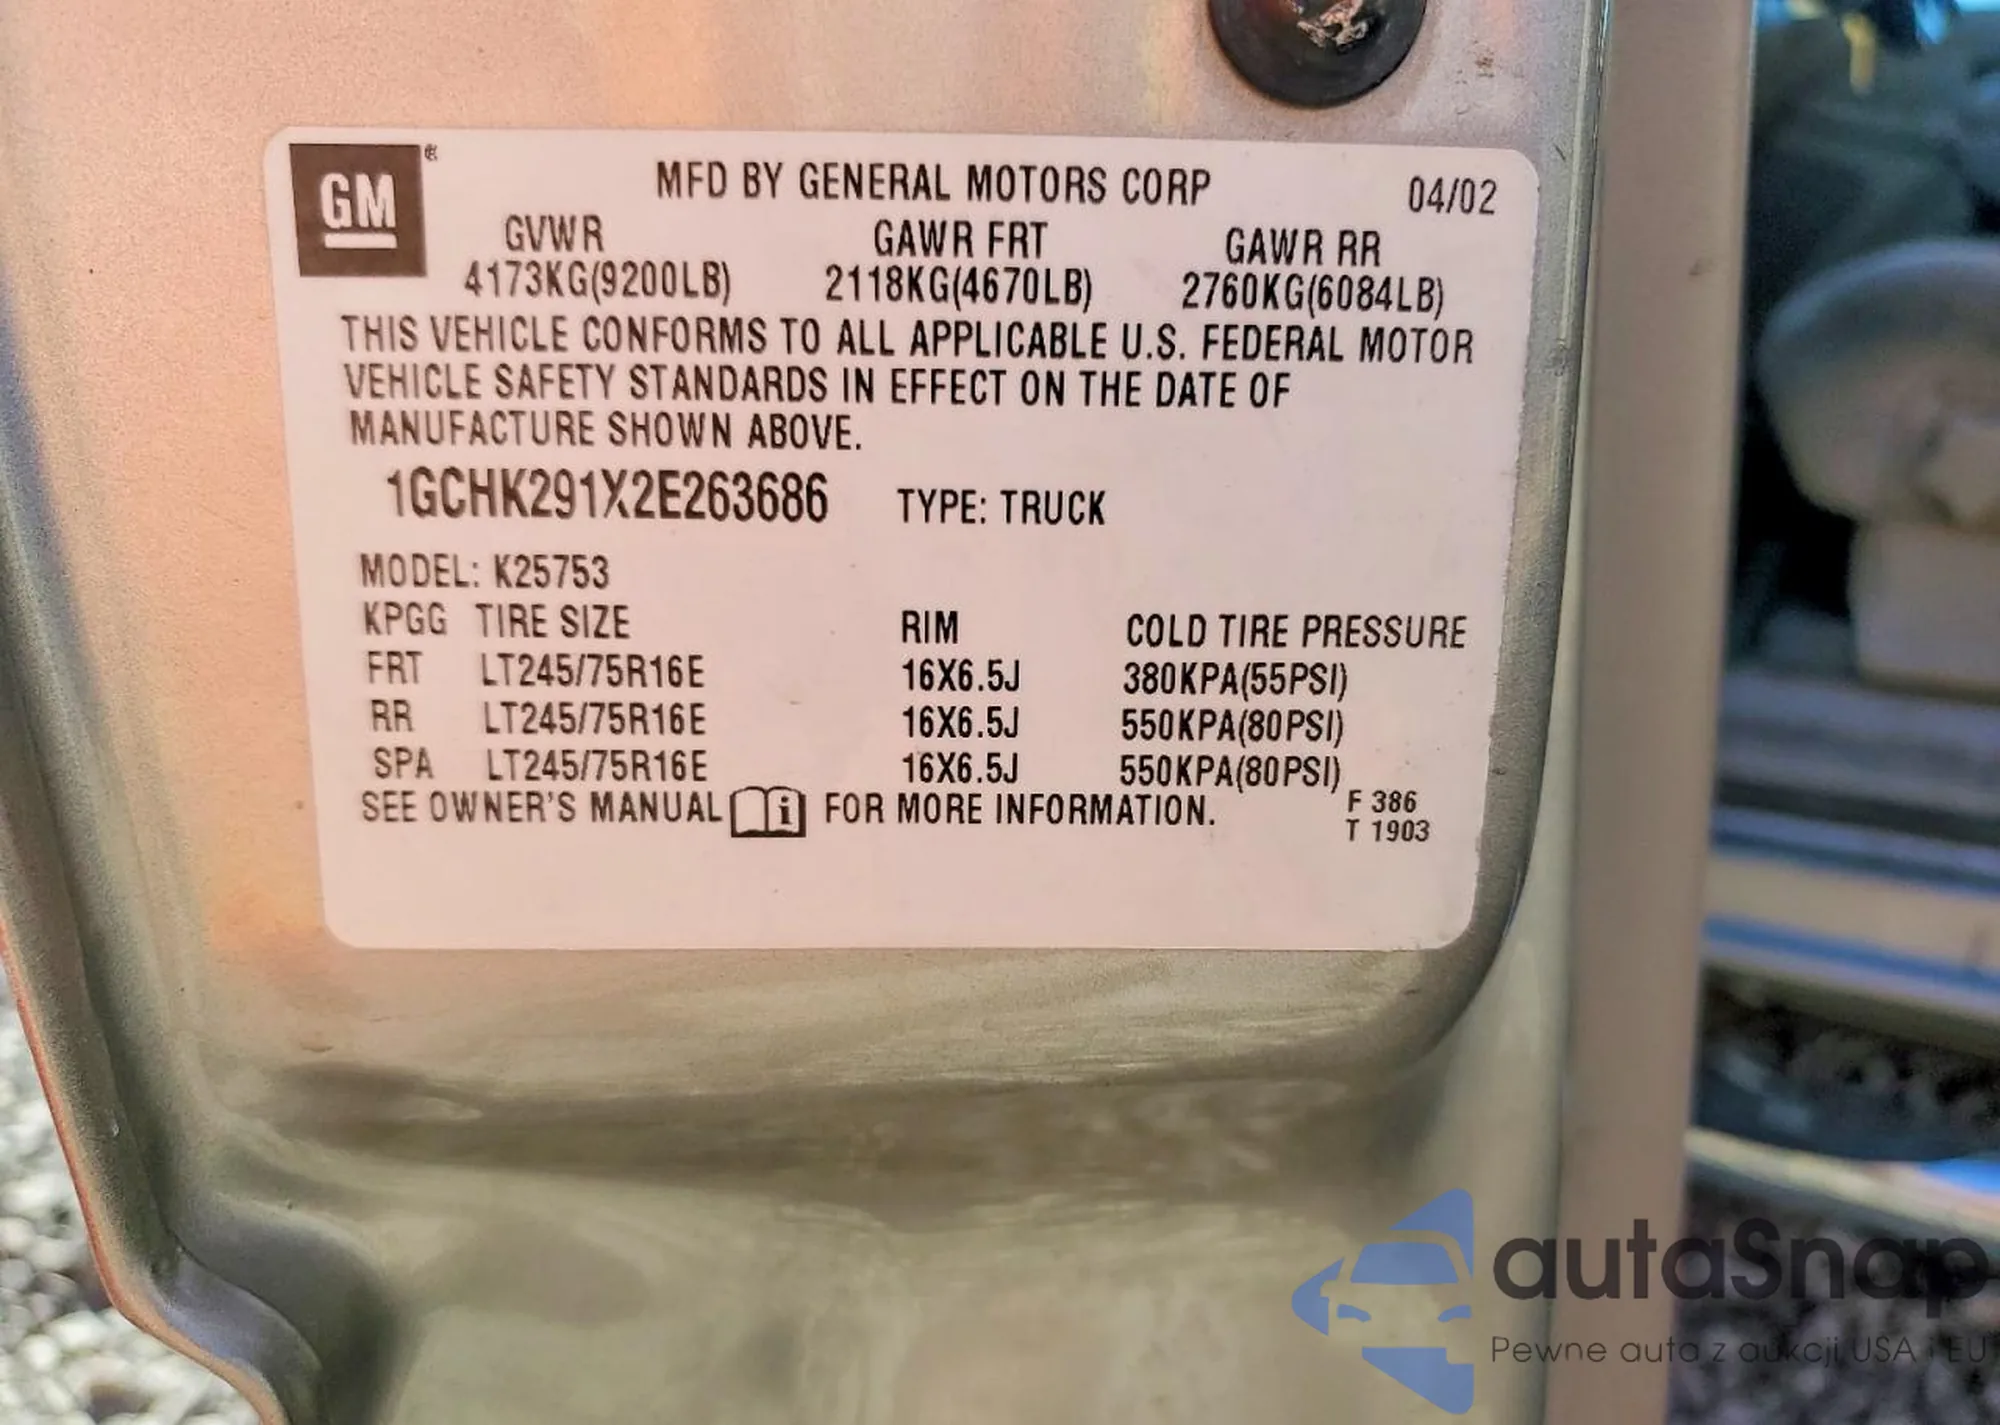 GM
MFD BY GENERAL MOTORS CORP 04/02
GVWR GAWR FRT GAWR RR
4173KG(9200LB) 2118KG(4670LB) 2760KG(6084LB)
THIS VEHICLE CONFORMS TO ALL APPLICABLE U.S. FEDERAL MOTOR
VEHICLE SAFETY STANDARDS IN EFFECT ON THE DATE OF
MANUFACTURE SHOWN ABOVE.
1GCHK291X2E263686 TYPE: TRUCK
MODEL: K25753
KPGG TIRE SIZE RIM COLD TIRE PRESSURE
FRT LT245/75R16E 16X6.5J 380KPA(55PSI)
RR LT245/75R16E 16X6.5J 550KPA(80PSI)
SPA LT245/75R16E 16X6.5J 550KPA(80PSI)
SEE OWNER'S MANUAL i FOR MORE INFORMATION.
F 386
T 1903
autaSnap
Pewne auta z aukcji USA i EU